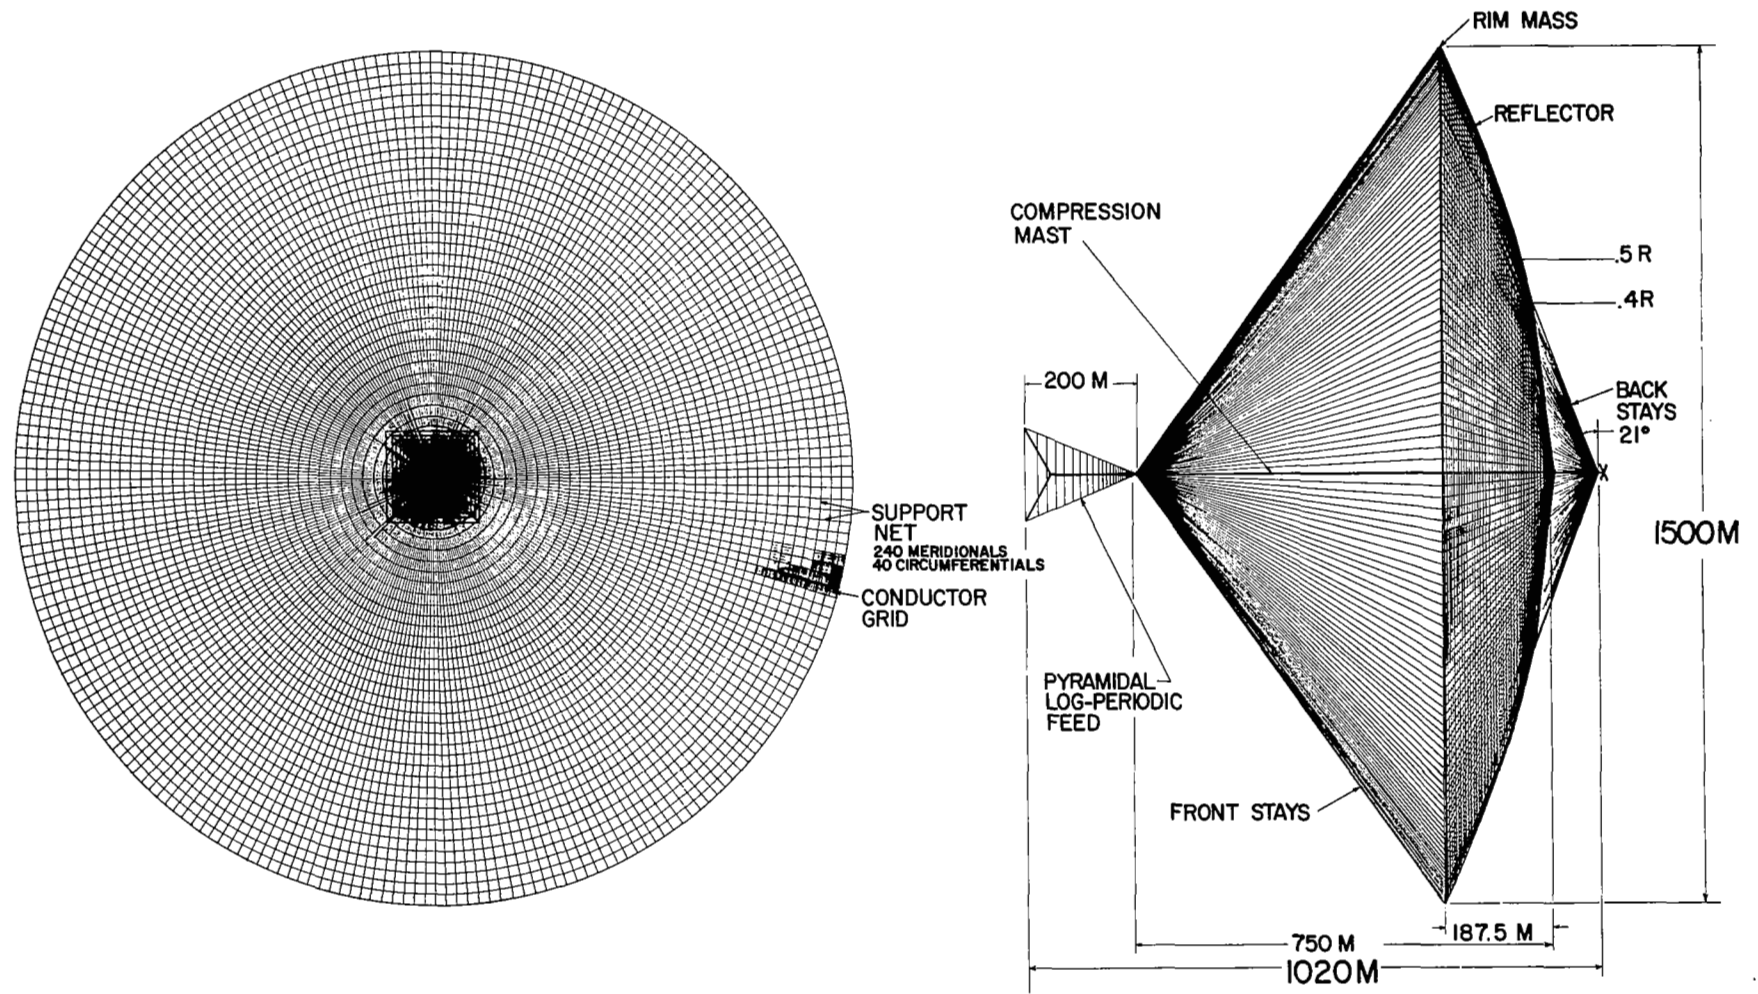 SUPPORT
NET
240 MERIDIONALS
40 CIRCUMFERENTIALS
CONDUCTOR
GRID
RIM MASS
REFLECTOR
COMPRESSION
MAST
.5 R
.4R
200 M
BACK
STAYS
21°
1500M
PYRAMIDAL
LOG-PERIODIC
FEED
FRONT STAYS
187.5 M
750 M
1020M